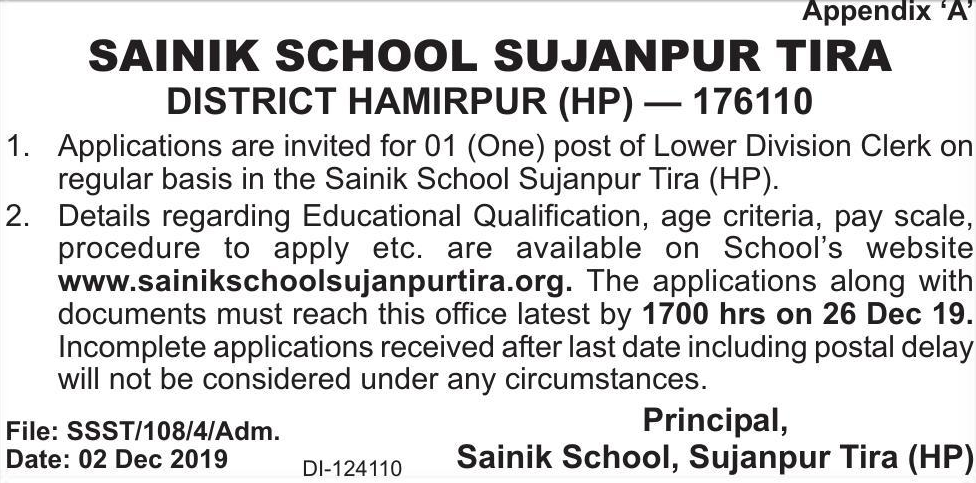 Appendix ‘A’
SAINIK SCHOOL SUJANPUR TIRA
DISTRICT HAMIRPUR (HP) — 176110
1. Applications are invited for 01 (One) post of Lower Division Clerk on
regular basis in the Sainik School Sujanpur Tira (HP).
2. Details regarding Educational Qualification, age criteria, pay scale,
procedure to apply etc. are available on School’s website
www.sainikschoolsujanpurtira.org. The applications along with
documents must reach this office latest by 1700 hrs on 26 Dec 19.
Incomplete applications received after last date including postal delay
will not be considered under any circumstances.
Principal,
File: SSST/108/4/Adm.
Date: 02 Dec 2019 DI-124110 Sainik School, Sujanpur Tira (HP)